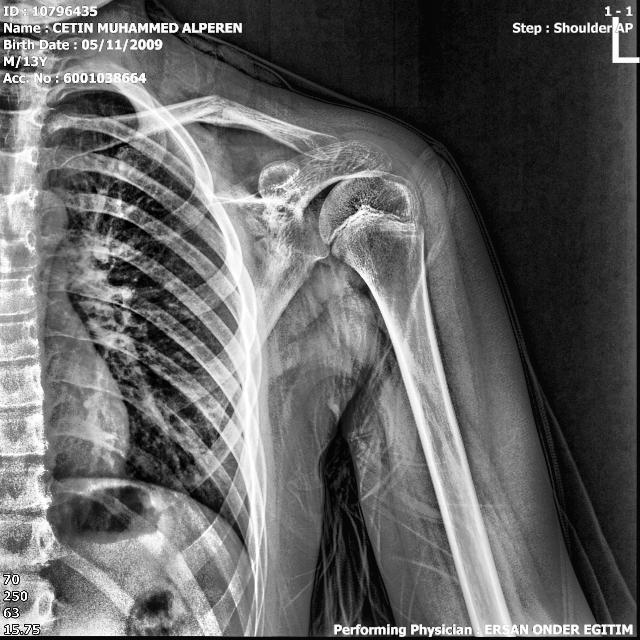 ID : 10796435
Name : CETIN MUHAMMED ALPEREN
Birth Date : 05/11/2009
M/13Y
Acc. No : 6001038664
1 - 1
Step : Shoulder AP
L
70
250
63
15.75
Performing Physician : ERSAN ONDER EGITIM